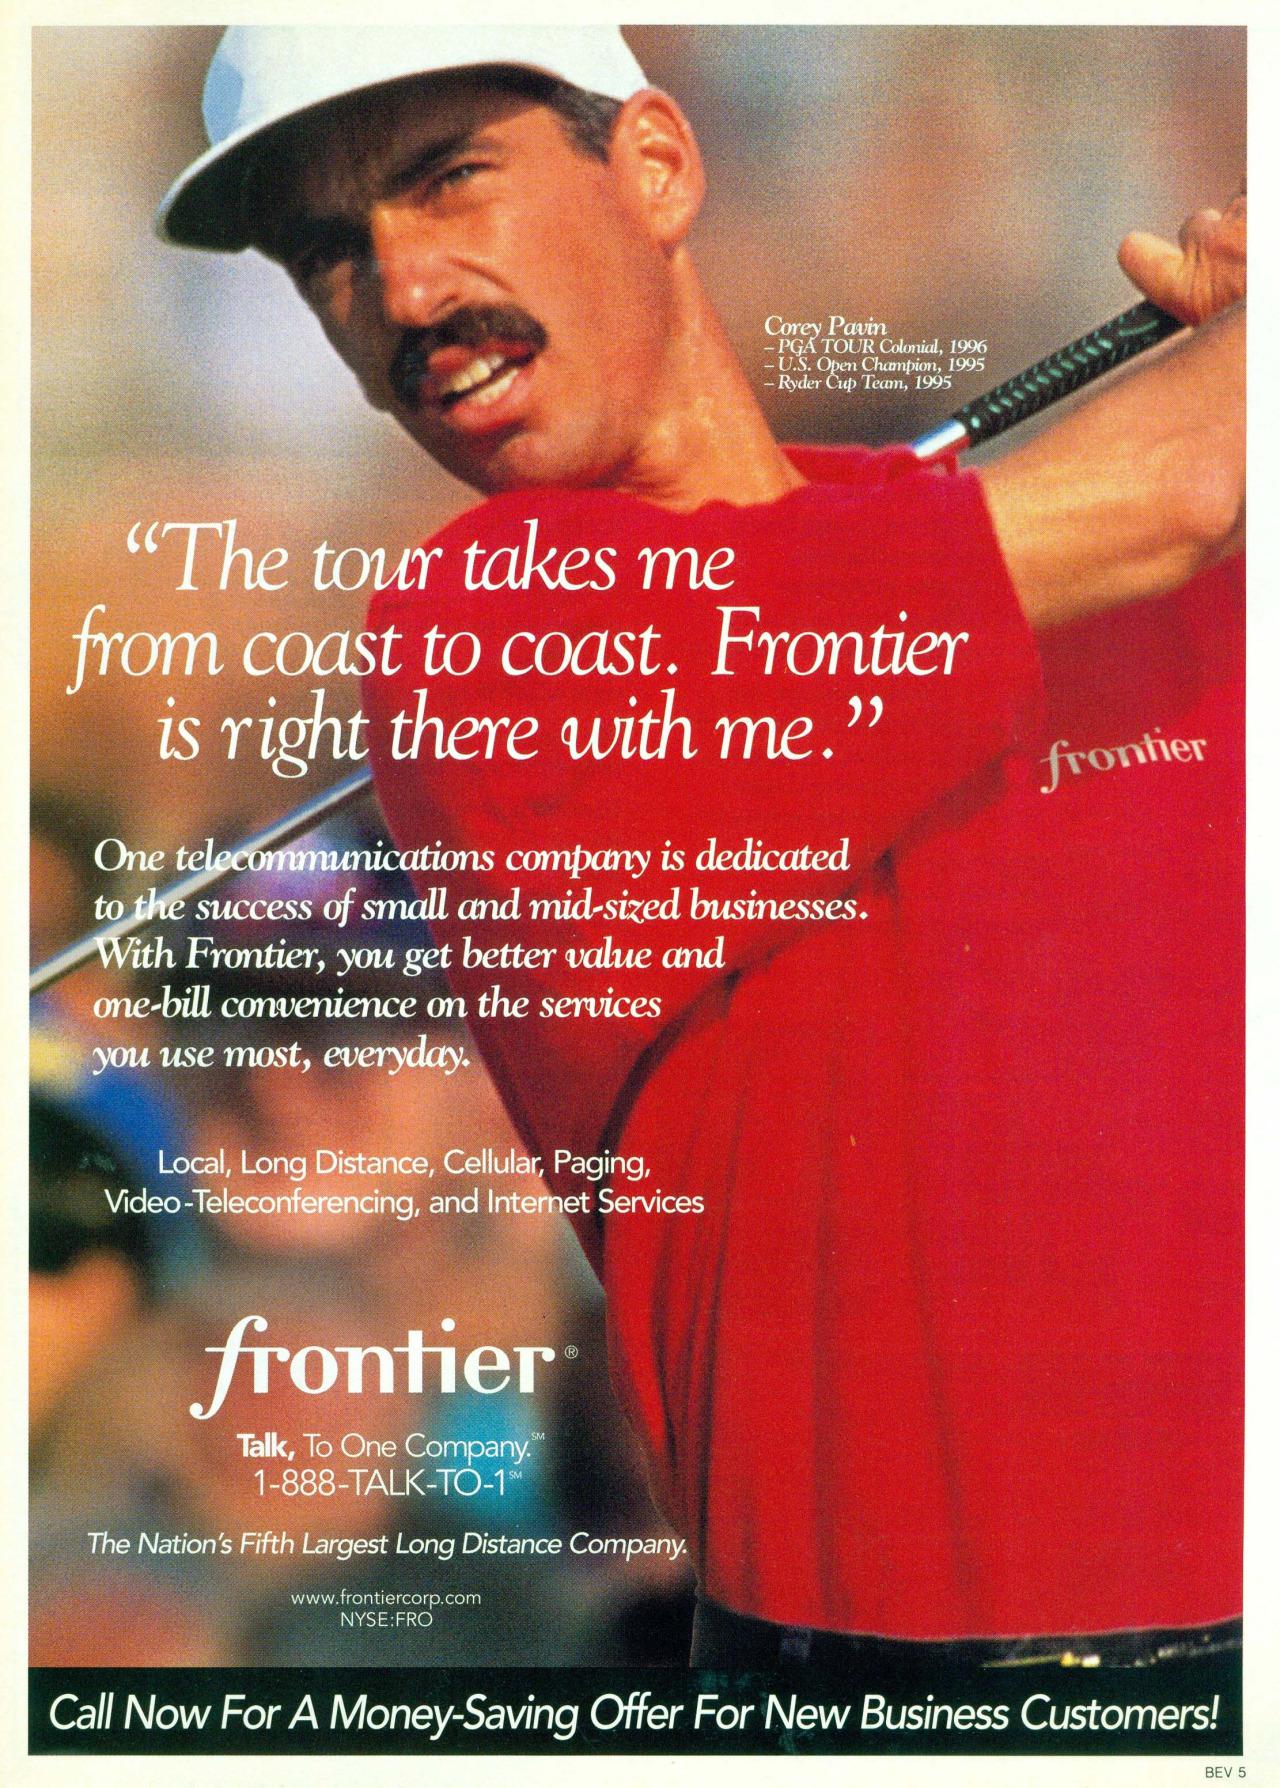 Corey Pavin
– PGA TOUR Colonial, 1996
– U.S. Open Champion, 1995
– Ryder Cup Team, 1995
“The tour takes me
from coast to coast. Frontier
is right there with me.”
frontier
One telecommunications company is dedicated
to the success of small and mid-sized businesses.
With Frontier, you get better value and
one-bill convenience on the services
you use most, everyday.
Local, Long Distance, Cellular, Paging,
Video-Teleconferencing, and Internet Services
frontier®
Talk, To One Company.℠
1-888-TALK-TO-1℠
The Nation's Fifth Largest Long Distance Company.
www.frontiercorp.com
NYSE:FRO
Call Now For A Money-Saving Offer For New Business Customers!
BEV 5